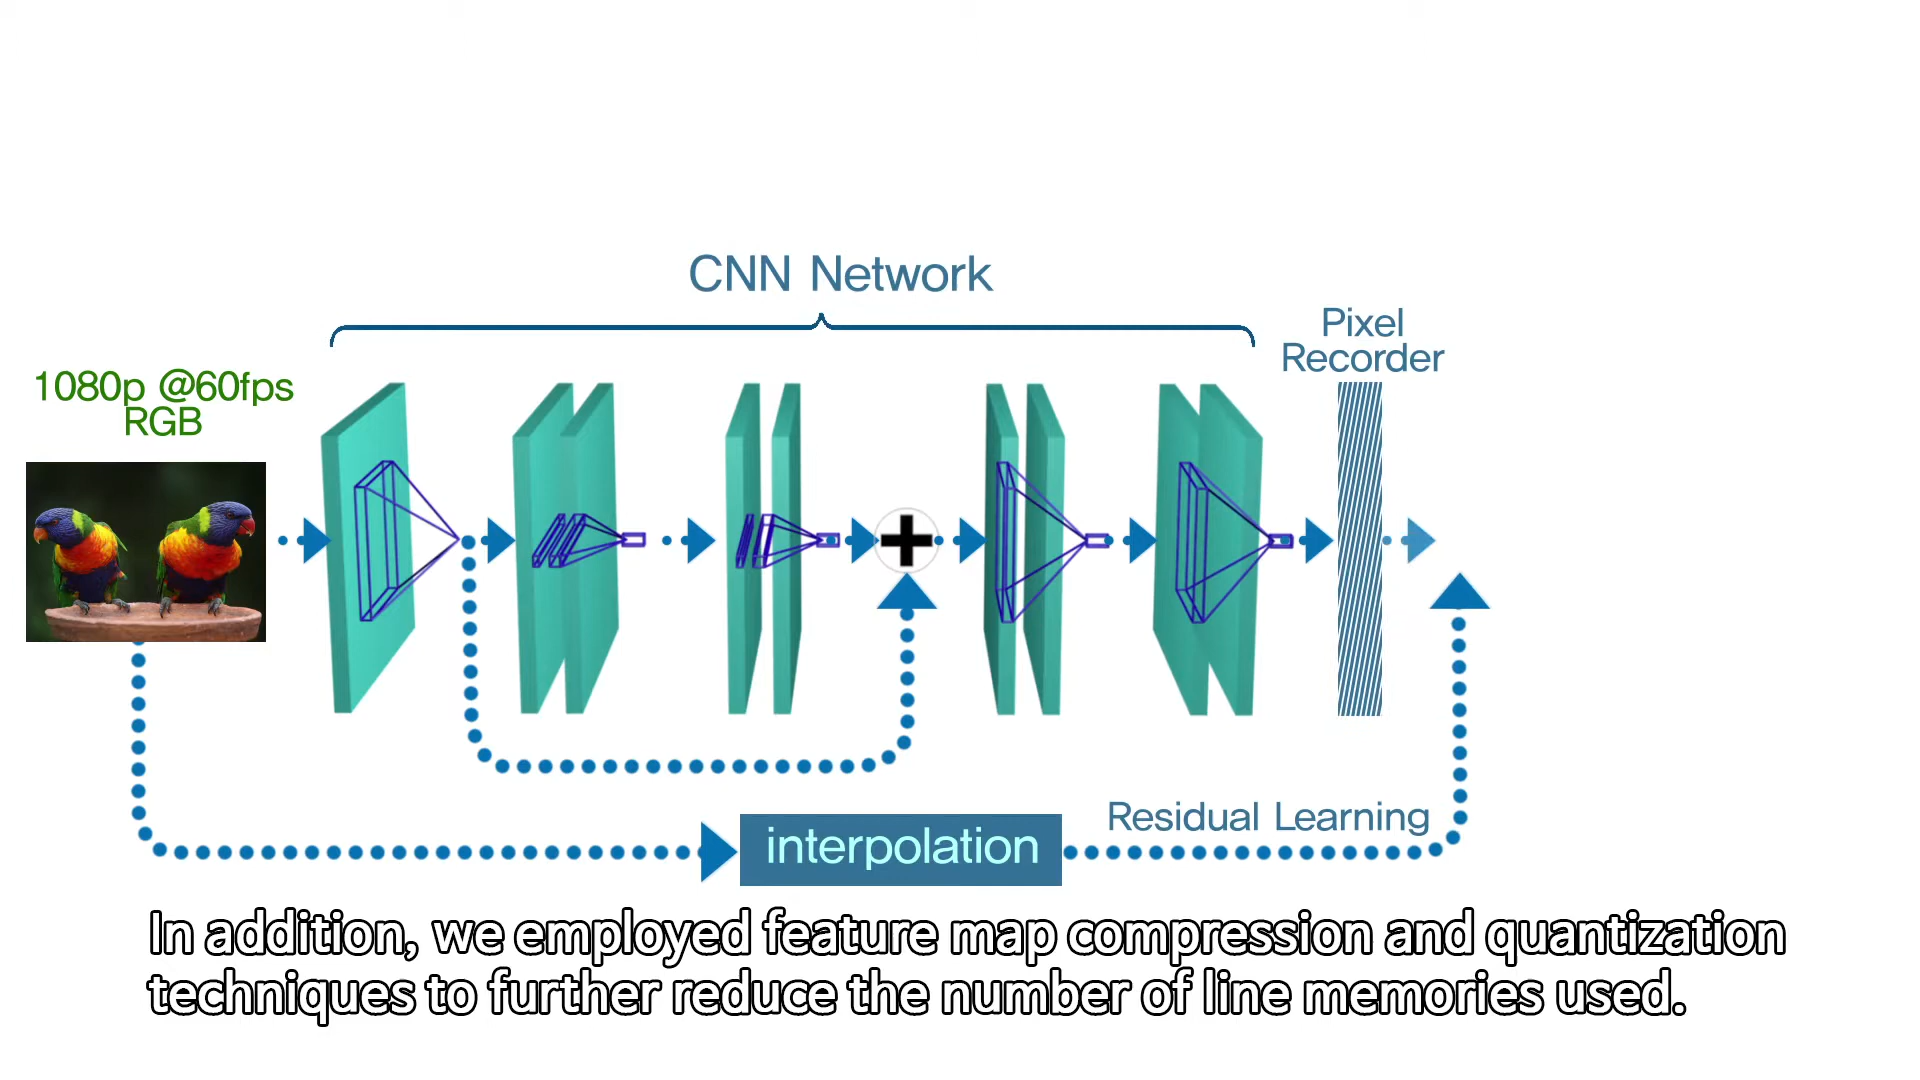 CNN Network
Pixel
Recorder
1080p @60fps
RGB
Residual Learning
interpolation
In addition, we employed feature map compression and quantization
techniques to further reduce the number of line memories used.